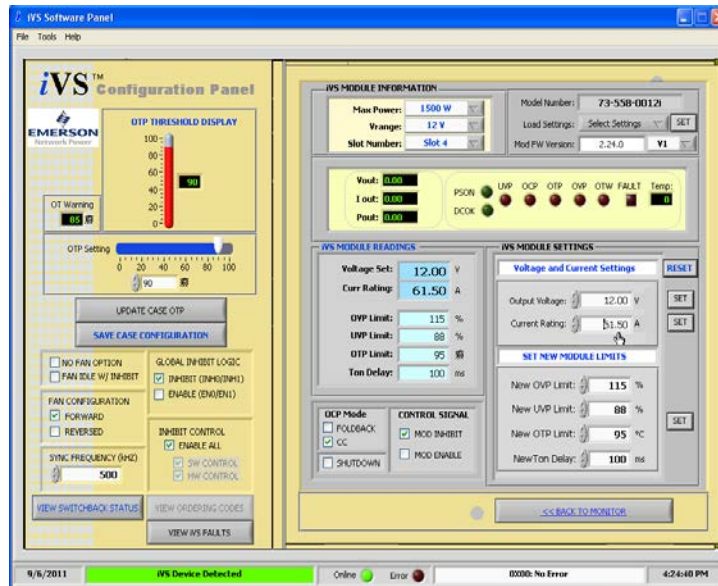 iVS Software Panel
File Tools Help
iVS™ Configuration Panel
EMERSON
Network Power
OTP THRESHOLD DISPLAY
100
80
60
40
20
0
90
OT Warning
85
OTP Setting
0 20 40 60 80 100
90
UPDATE CASE OTP
SAVE CASE CONFIGURATION
NO FAN OPTION
FAN IDLE W/ INHIBIT
FAN CONFIGURATION
FORWARD
REVERSED
SYNC FREQUENCY (kHZ)
500
GLOBAL INHIBIT LOGIC
INHIBIT (INH0/INH1)
ENABLE (EN0/EN1)
INHIBIT CONTROL
ENABLE ALL
SW CONTROL
HW CONTROL
VIEW SWITCHBACK STATUS
VIEW ORDERING CODES
VIEW iVS FAULTS
iVS MODULE INFORMATION
Max Power: 1500 W
Vrange: 12 V
Slot Number: Slot 4
Model Number: 73-558-0012i
Load Settings: Select Settings SET
Mod FW Version: 2.24.0 V1
Vout: 0.00
I out: 0.00
Pout: 0.00
PSON
DCOK
UVP OCP OTP OVP OTW FAULT Temp:
0
iVS MODULE READINGS
Voltage Set: 12.00 V
Curr Rating: 61.50 A
OVP Limit: 115 %
UVP Limit: 88 %
OTP Limit: 95
Ton Delay: 100 ms
OCP Mode
FOLDBACK
CC
SHUTDOWN
CONTROL SIGNAL
MOD INHIBIT
MOD ENABLE
iVS MODULE SETTINGS
Voltage and Current Settings RESET
Output Voltage: 12.00 V SET
Current Rating: 51.50 A SET
SET NEW MODULE LIMITS
New OVP Limit: 115 %
New UVP Limit: 88 %
New OTP Limit: 95 °C
NewTon Delay: 100 ms
SET
<< BACK TO MONITOR
9/6/2011 iVS Device Detected Online Error 0X00: No Error 4:24:40 PM